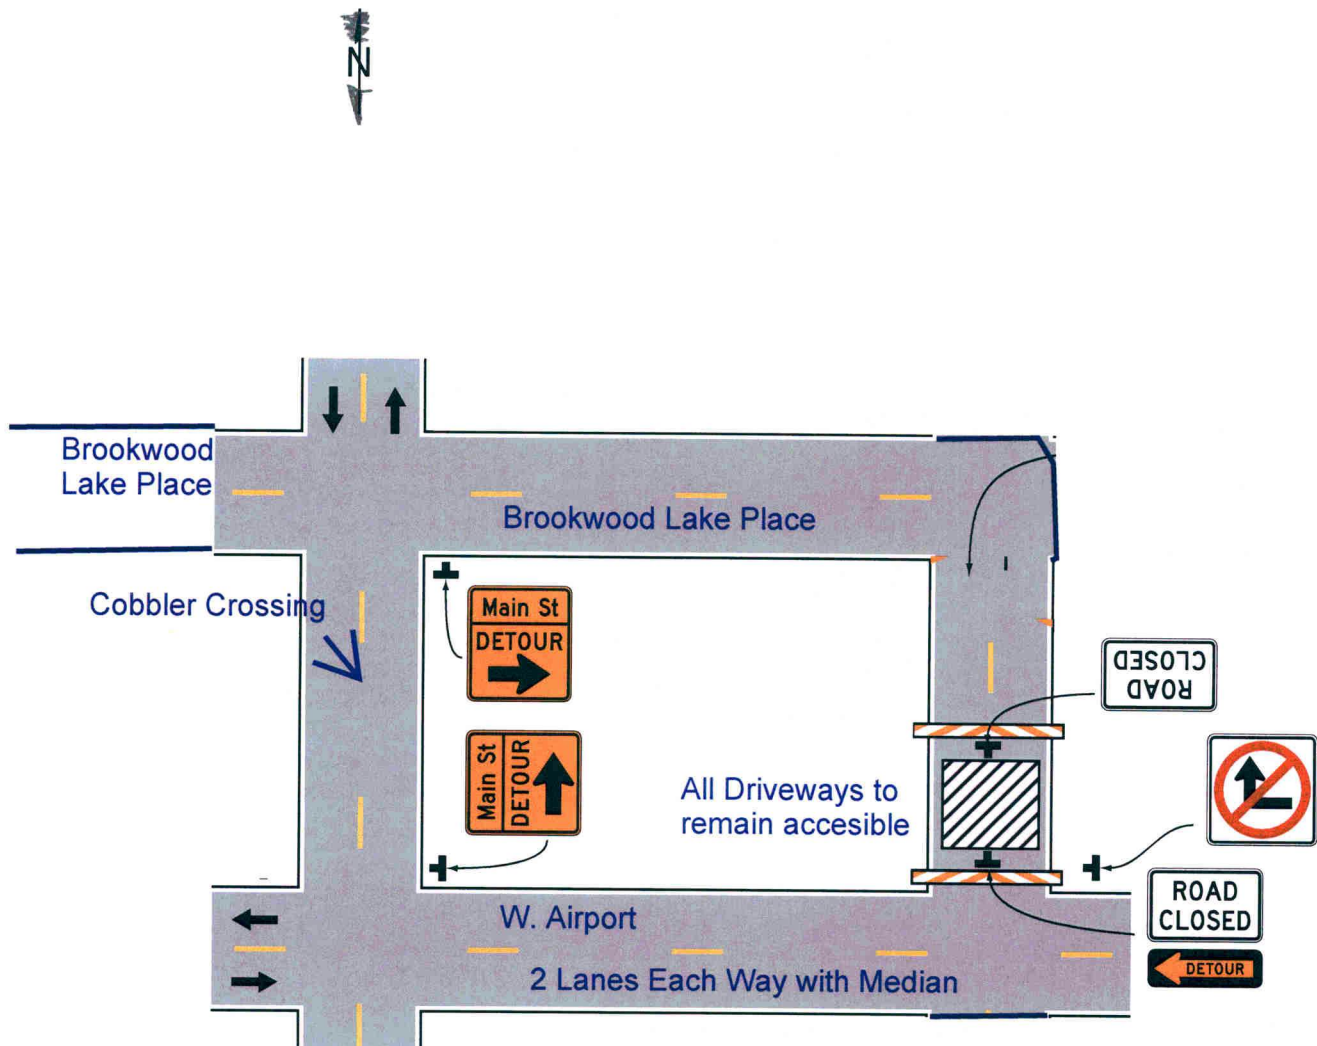 N
Brookwood
Lake Place
Brookwood Lake Place
Cobbler Crossing
Main St
DETOUR
ROAD
CLOSED
Main St
DETOUR
All Driveways to
remain accesible
W. Airport
ROAD
CLOSED
DETOUR
2 Lanes Each Way with Median